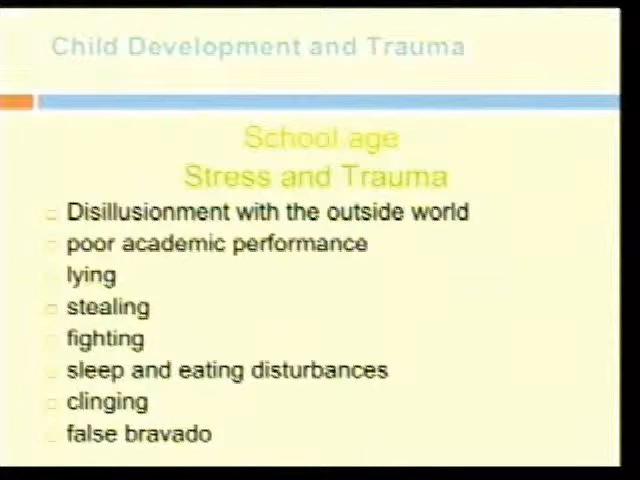 Child Development and Trauma
School age
Stress and Trauma
Disillusionment with the outside world
poor academic performance
lying
stealing
fighting
sleep and eating disturbances
clinging
false bravado